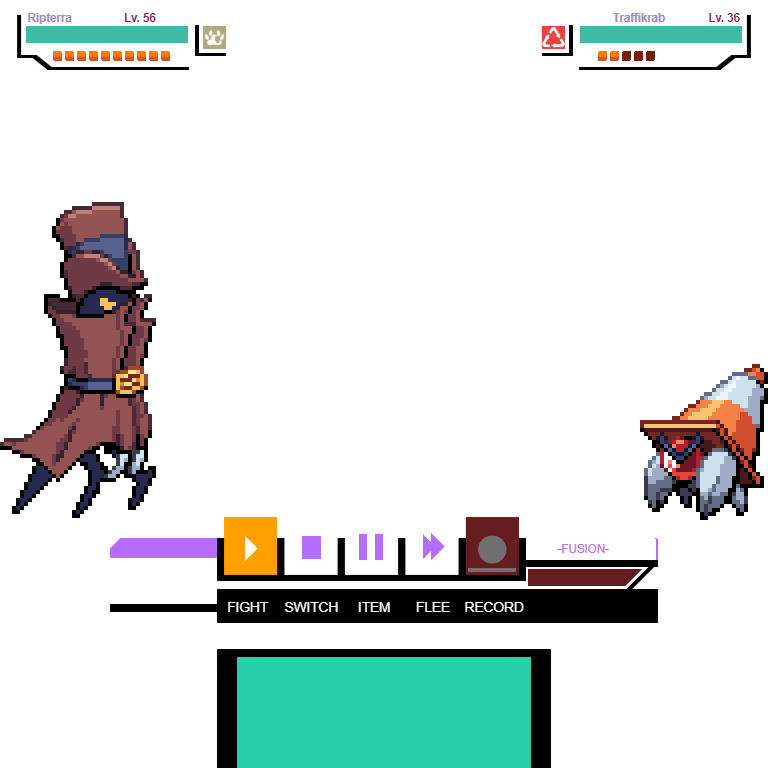 Ripterra Lv. 56
Traffikrab Lv. 36
-FUSION-
FIGHT SWITCH ITEM FLEE RECORD